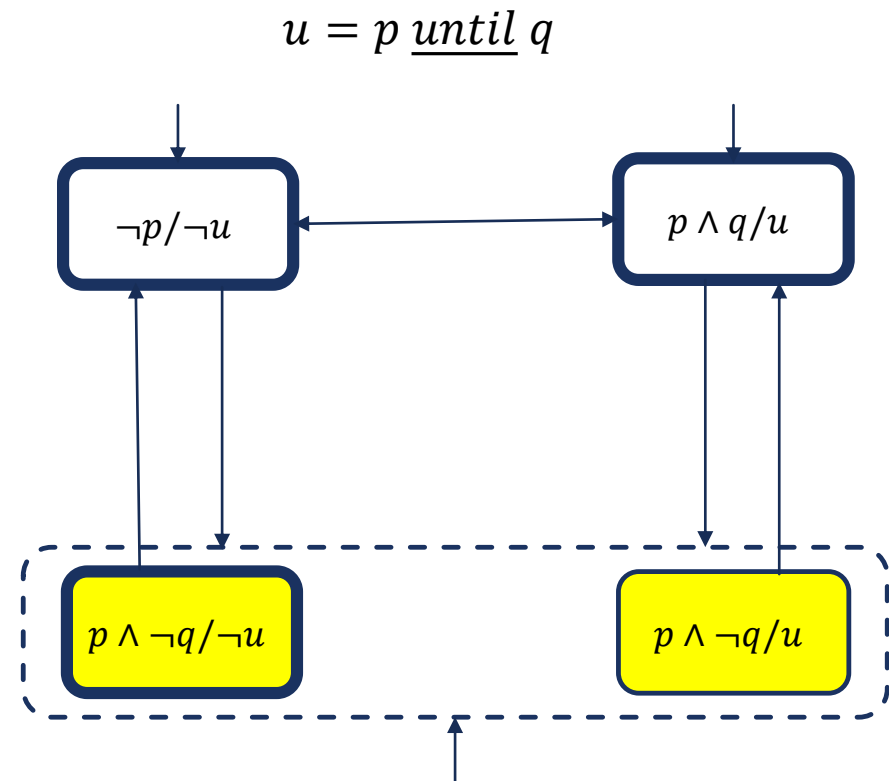 u = p until q
¬p/¬u
p ∧ q/u
p ∧ ¬q/¬u
p ∧ ¬q/u